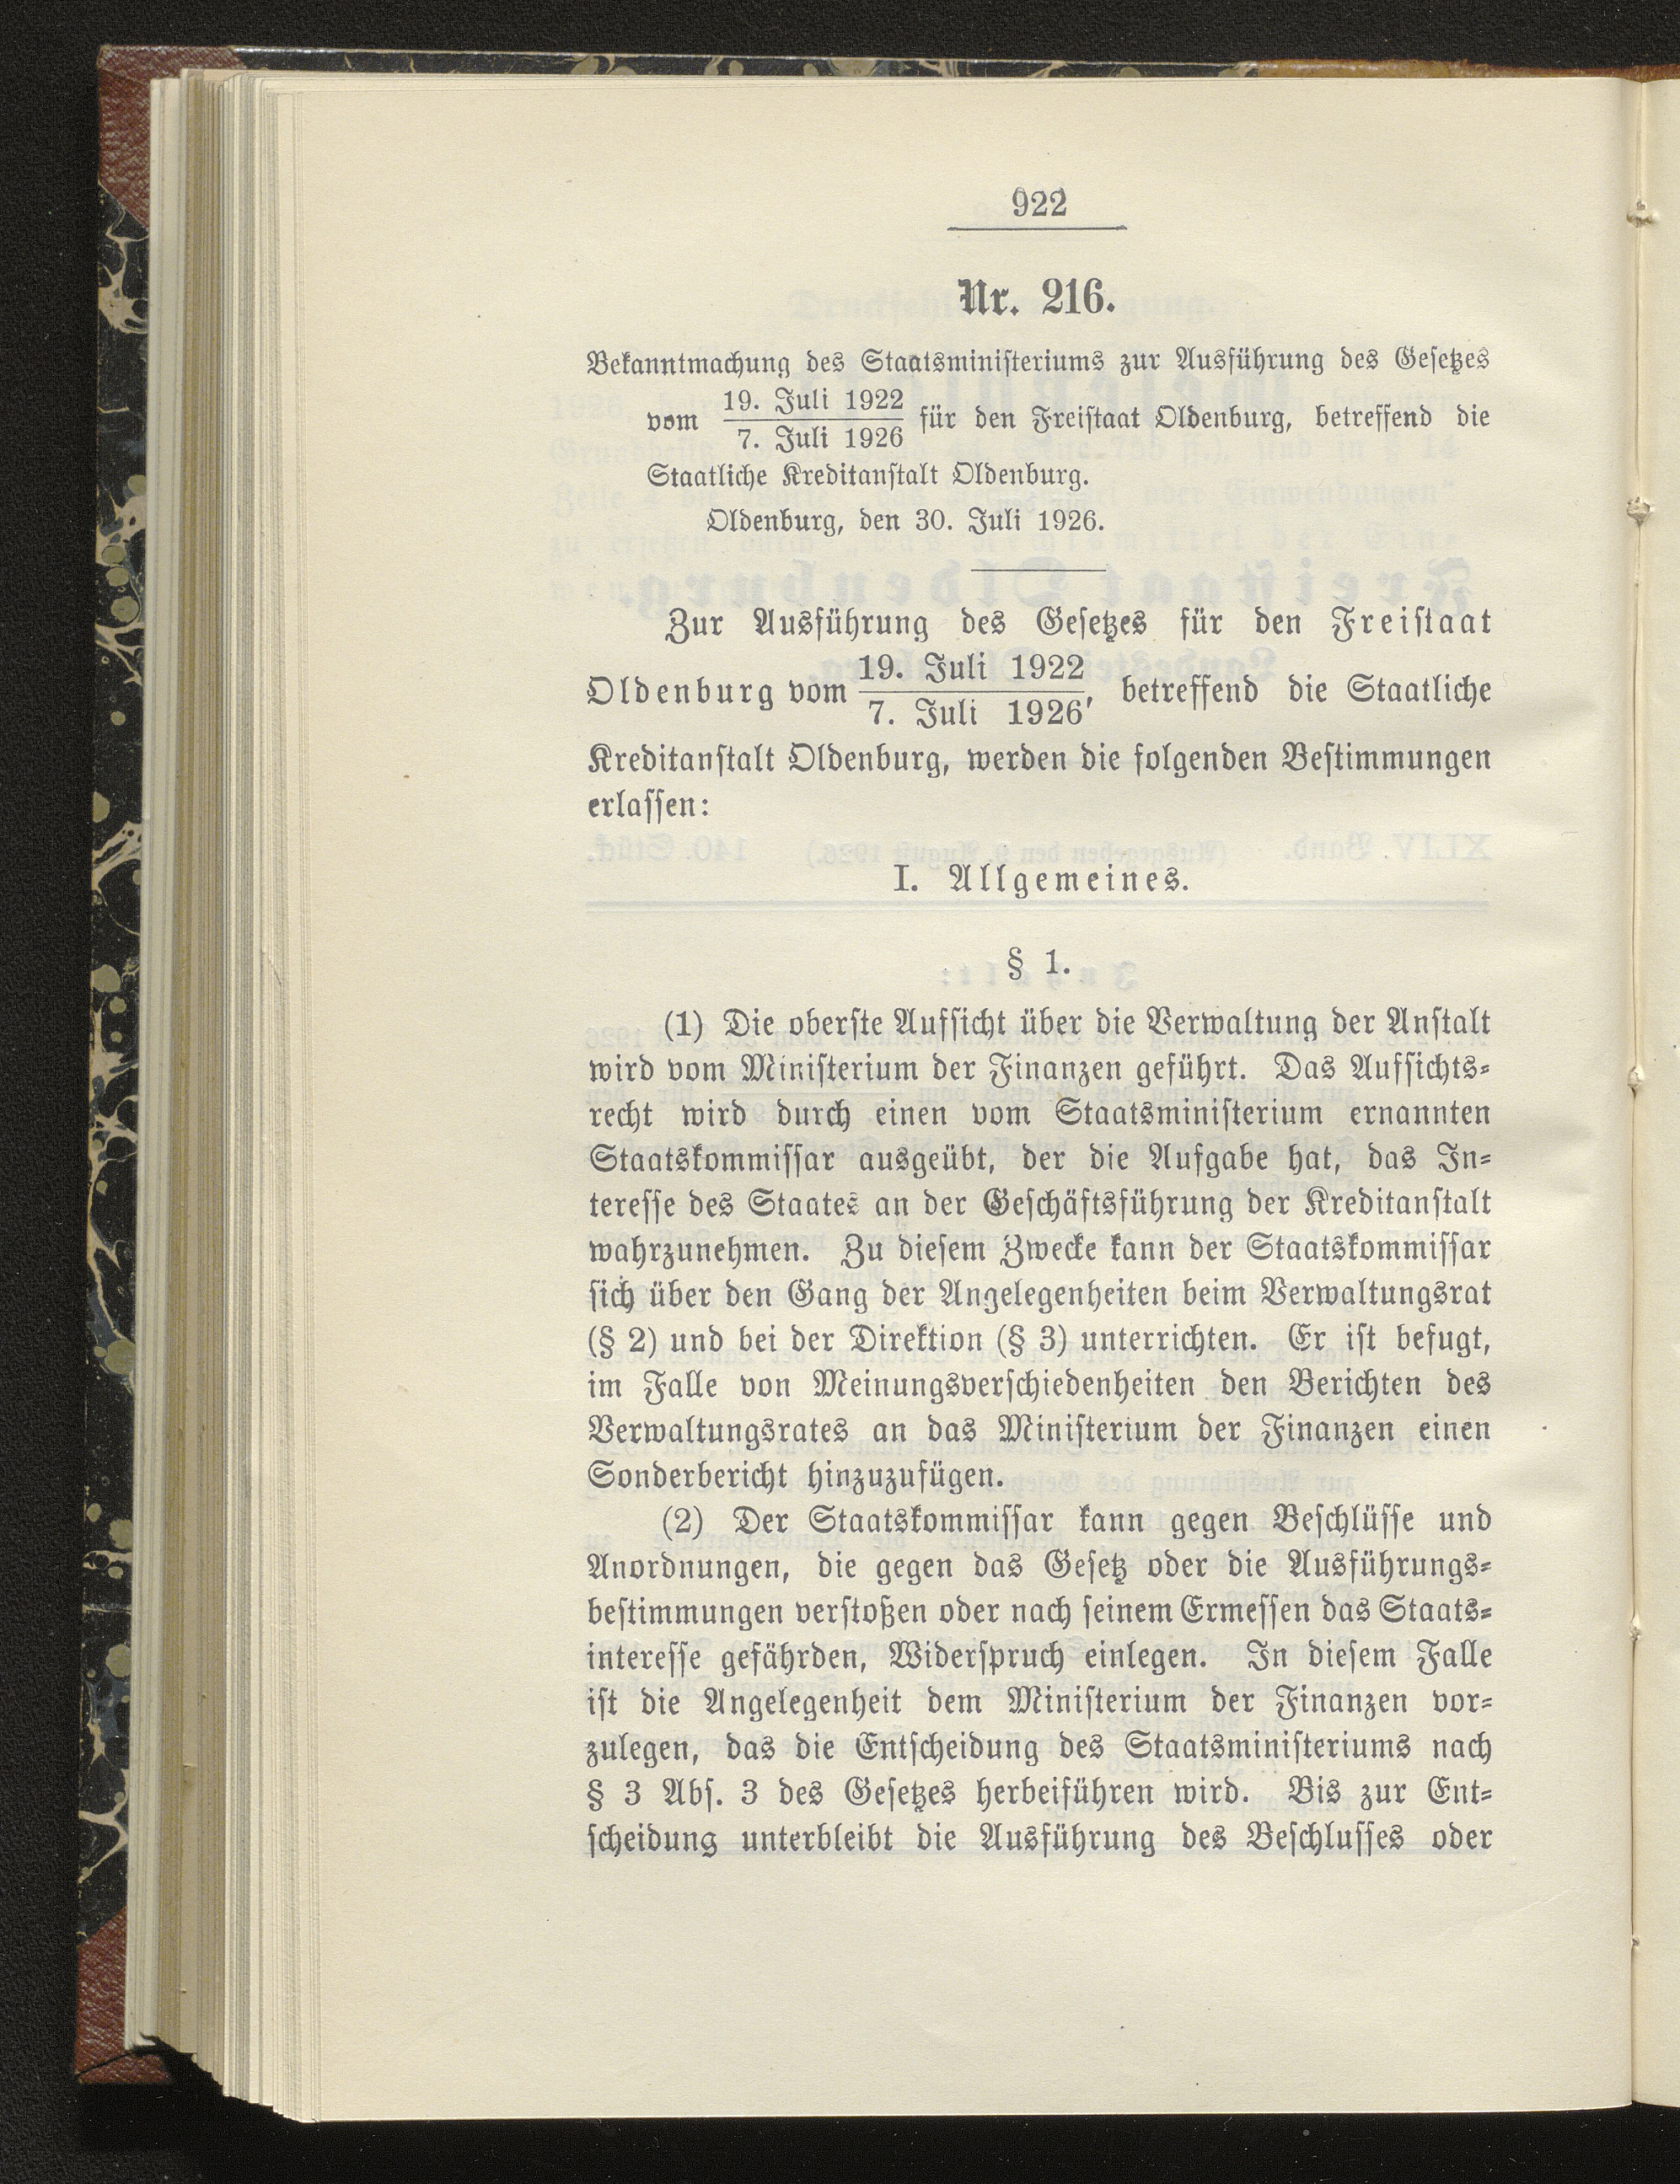 922
Nr. 216.
Bekanntmachung des Staatsministeriums zur Ausführung des Gesetzes
vom 19. Juli 1922 / 7. Juli 1926 für den Freistaat Oldenburg, betreffend die
Staatliche Kreditanstalt Oldenburg.
Oldenburg, den 30. Juli 1926.
Zur Ausführung des Gesetzes für den Freistaat
Oldenburg vom 19. Juli 1922 / 7. Juli 1926, betreffend die Staatliche
Kreditanstalt Oldenburg, werden die folgenden Bestimmungen
erlassen:
I. Allgemeines.
§ 1.
(1) Die oberste Aufsicht über die Verwaltung der Anstalt
wird vom Ministerium der Finanzen geführt. Das Aufsichts-
recht wird durch einen vom Staatsministerium ernannten
Staatskommissar ausgeübt, der die Aufgabe hat, das In-
teresse des Staates an der Geschäftsführung der Kreditanstalt
wahrzunehmen. Zu diesem Zwecke kann der Staatskommissar
sich über den Gang der Angelegenheiten beim Verwaltungsrat
(§ 2) und bei der Direktion (§ 3) unterrichten. Er ist befugt,
im Falle von Meinungsverschiedenheiten den Berichten des
Verwaltungsrates an das Ministerium der Finanzen einen
Sonderbericht hinzuzufügen.
(2) Der Staatskommissar kann gegen Beschlüsse und
Anordnungen, die gegen das Gesetz oder die Ausführungs-
bestimmungen verstoßen oder nach seinem Ermessen das Staats-
interesse gefährden, Widerspruch einlegen. In diesem Falle
ist die Angelegenheit dem Ministerium der Finanzen vor-
zulegen, das die Entscheidung des Staatsministeriums nach
§ 3 Abs. 3 des Gesetzes herbeiführen wird. Bis zur Ent-
scheidung unterbleibt die Ausführung des Beschlusses oder